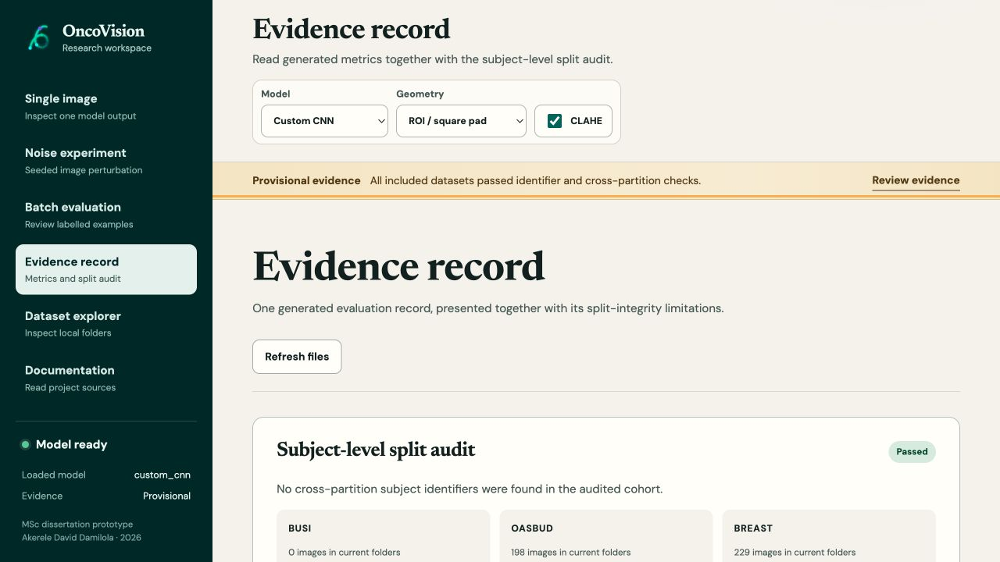 OncoVision
Research workspace
Single image
Inspect one model output
Noise experiment
Seeded image perturbation
Batch evaluation
Review labelled examples
Evidence record
Metrics and split audit
Dataset explorer
Inspect local folders
Documentation
Read project sources
Model ready
Loaded model custom_cnn
Evidence Provisional
MSc dissertation prototype
Akerele David Damilola · 2026
Evidence record
Read generated metrics together with the subject-level split audit.
Model Geometry
Custom CNN ROI / square pad CLAHE
Provisional evidence All included datasets passed identifier and cross-partition checks. Review evidence
Evidence record
One generated evaluation record, presented together with its split-integrity limitations.
Refresh files
Subject-level split audit Passed
No cross-partition subject identifiers were found in the audited cohort.
BUSI OASBUD BREAST
0 images in current folders 198 images in current folders 229 images in current folders